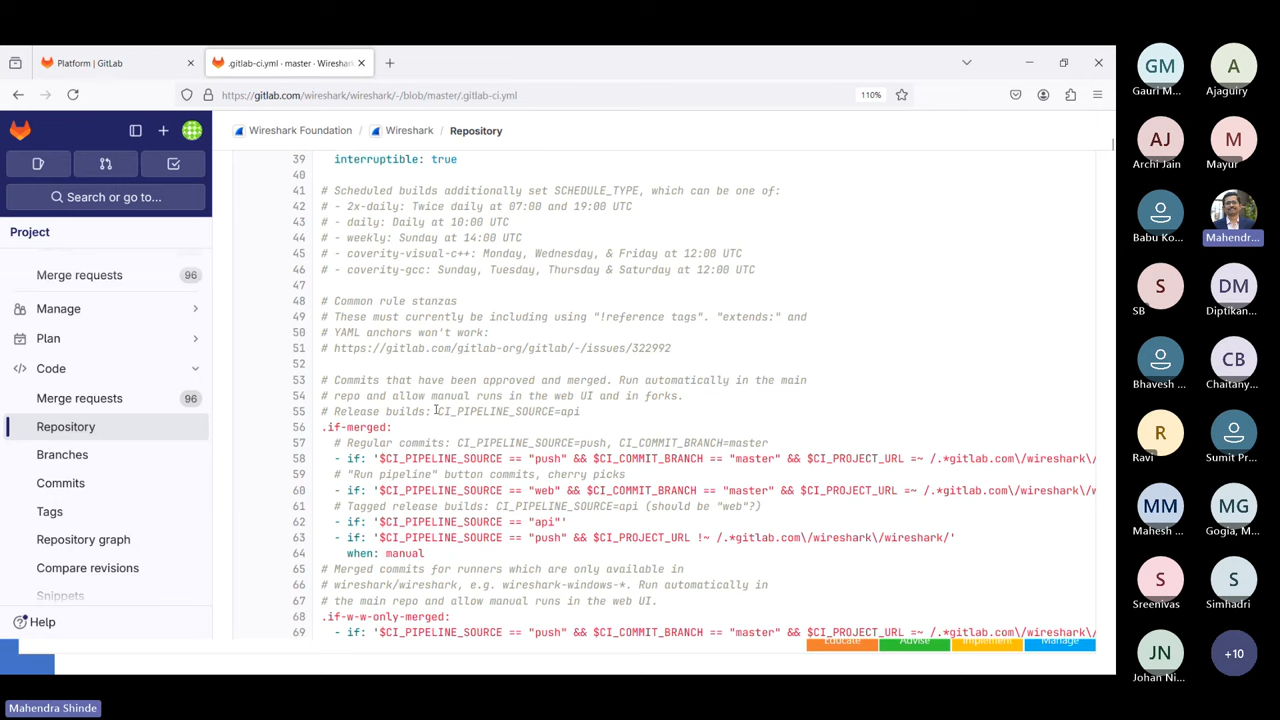 Platform | GitLab
.gitlab-ci.yml · master · Wireshark
https://gitlab.com/wireshark/wireshark/-/blob/master/.gitlab-ci.yml
110%
Wireshark Foundation / Wireshark / Repository
Search or go to...
Project
Merge requests 96
Manage
Plan
Code
Merge requests 96
Repository
Branches
Commits
Tags
Repository graph
Compare revisions
Snippets
Help
39 interruptible: true
40
41 # Scheduled builds additionally set SCHEDULE_TYPE, which can be one of:
42 # - 2x-daily: Twice daily at 07:00 and 19:00 UTC
43 # - daily: Daily at 10:00 UTC
44 # - weekly: Sunday at 14:00 UTC
45 # - coverity-visual-c++: Monday, Wednesday, & Friday at 12:00 UTC
46 # - coverity-gcc: Sunday, Tuesday, Thursday & Saturday at 12:00 UTC
47
48 # Common rule stanzas
49 # These must currently be including using "!reference tags". "extends:" and
50 # YAML anchors won't work:
51 # https://gitlab.com/gitlab-org/gitlab/-/issues/322992
52
53 # Commits that have been approved and merged. Run automatically in the main
54 # repo and allow manual runs in the web UI and in forks.
55 # Release builds: CI_PIPELINE_SOURCE=api
56 .if-merged:
57 # Regular commits: CI_PIPELINE_SOURCE=push, CI_COMMIT_BRANCH=master
58 - if: '$CI_PIPELINE_SOURCE == "push" && $CI_COMMIT_BRANCH == "master" && $CI_PROJECT_URL =~ /.*gitlab.com\/wireshark\/
59 # "Run pipeline" button commits, cherry picks
60 - if: '$CI_PIPELINE_SOURCE == "web" && $CI_COMMIT_BRANCH == "master" && $CI_PROJECT_URL =~ /.*gitlab.com\/wireshark\/w
61 # Tagged release builds: CI_PIPELINE_SOURCE=api (should be "web"?)
62 - if: '$CI_PIPELINE_SOURCE == "api"'
63 - if: '$CI_PIPELINE_SOURCE == "push" && $CI_PROJECT_URL !~ /.*gitlab.com\/wireshark\/wireshark/'
64 when: manual
65 # Merged commits for runners which are only available in
66 # wireshark/wireshark, e.g. wireshark-windows-*. Run automatically in
67 # the main repo and allow manual runs in the web UI.
68 .if-w-w-only-merged:
69 - if: '$CI_PIPELINE_SOURCE == "push" && $CI_COMMIT_BRANCH == "master" && $CI_PROJECT_URL =~ /.*gitlab.com\/wireshark\/w
Educate Advise Implement Manage
GM A
Gauri M... Ajaguiry
AJ M
Archi Jain Mayur
Babu Ko... Mahendr...
S DM
SB Diptikan...
CB
Bhavesh ... Chaitany...
R
Ravi Sumit Pr...
MM MG
Mahesh ... Gogia, M...
S S
Sreenivas Simhadri
JN +10
Johan Ni...
Mahendra Shinde